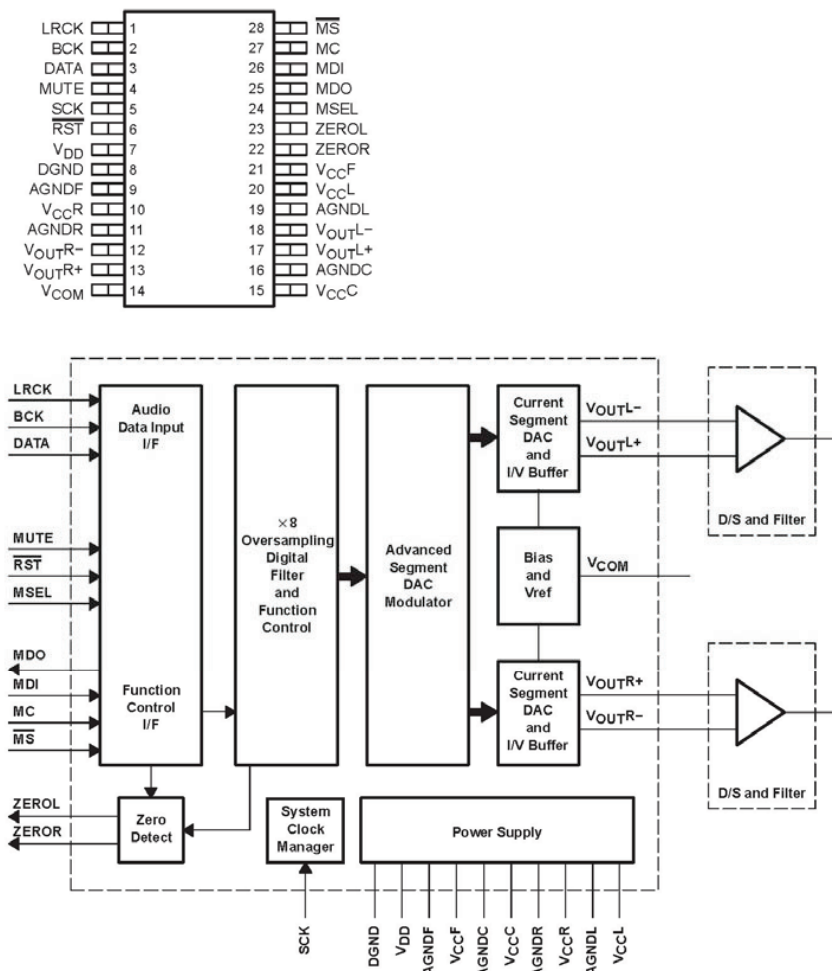 LRCK 1 28 MS
BCK 2 27 MC
DATA 3 26 MDI
MUTE 4 25 MDO
SCK 5 24 MSEL
RST 6 23 ZEROL
VDD 7 22 ZEROR
DGND 8 21 VCCF
AGNDF 9 20 VCCL
VCCR 10 19 AGNDL
AGNDR 11 18 VOUTL−
VOUTR− 12 17 VOUTL+
VOUTR+ 13 16 AGNDC
VCOM 14 15 VCCC
LRCK
BCK
DATA
MUTE
RST
MSEL
MDO
MDI
MC
MS
ZEROL
ZEROR
Audio
Data Input
I/F
Function
Control
I/F
Zero
Detect
×8
Oversampling
Digital
Filter
and
Function
Control
System
Clock
Manager
SCK
Advanced
Segment
DAC
Modulator
Current
Segment
DAC
and
I/V Buffer
VOUTL−
VOUTL+
Bias
and
Vref
VCOM
Current
Segment
DAC
and
I/V Buffer
VOUTR+
VOUTR−
D/S and Filter
D/S and Filter
Power Supply
DGND
VDD
AGNDF
VCCF
AGNDC
VCCC
AGNDR
VCCR
AGNDL
VCCL